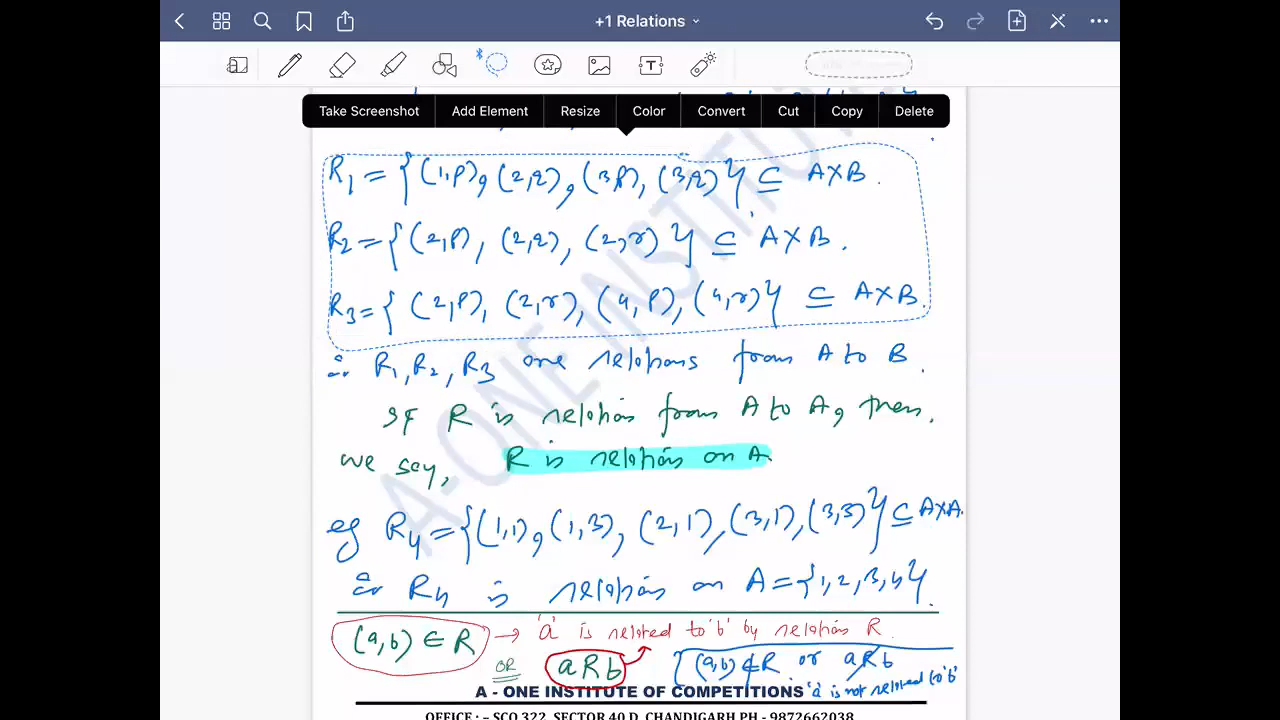 +1 Relations
Take Screenshot Add Element Resize Color Convert Cut Copy Delete
R1 = {(1,p), (2,q), (3,p), (3,q)} ⊆ A×B.
R2 = {(2,p), (2,q), (2,r)} ⊆ A×B.
R3 = {(2,p), (2,r), (4,p), (4,r)} ⊆ A×B.
∴ R1, R2, R3 are relations from A to B.
If R is relation from A to A, then,
we say, R is relation on A.
eg R4 = {(1,1), (1,3), (2,1), (3,1), (3,3)} ⊆ A×A.
∴ R4 is relation on A = {1,2,3,4}.
(a,b) ∈ R → 'a' is related to 'b' by relation R.
OR aRb (a,b) ∉ R or a R̸ b
'a' is not related to 'b'
A - ONE INSTITUTE OF COMPETITIONS
OFFICE : – SCO 322, SECTOR 40 D, CHANDIGARH PH - 9872662038
A-ONE INSTITUT